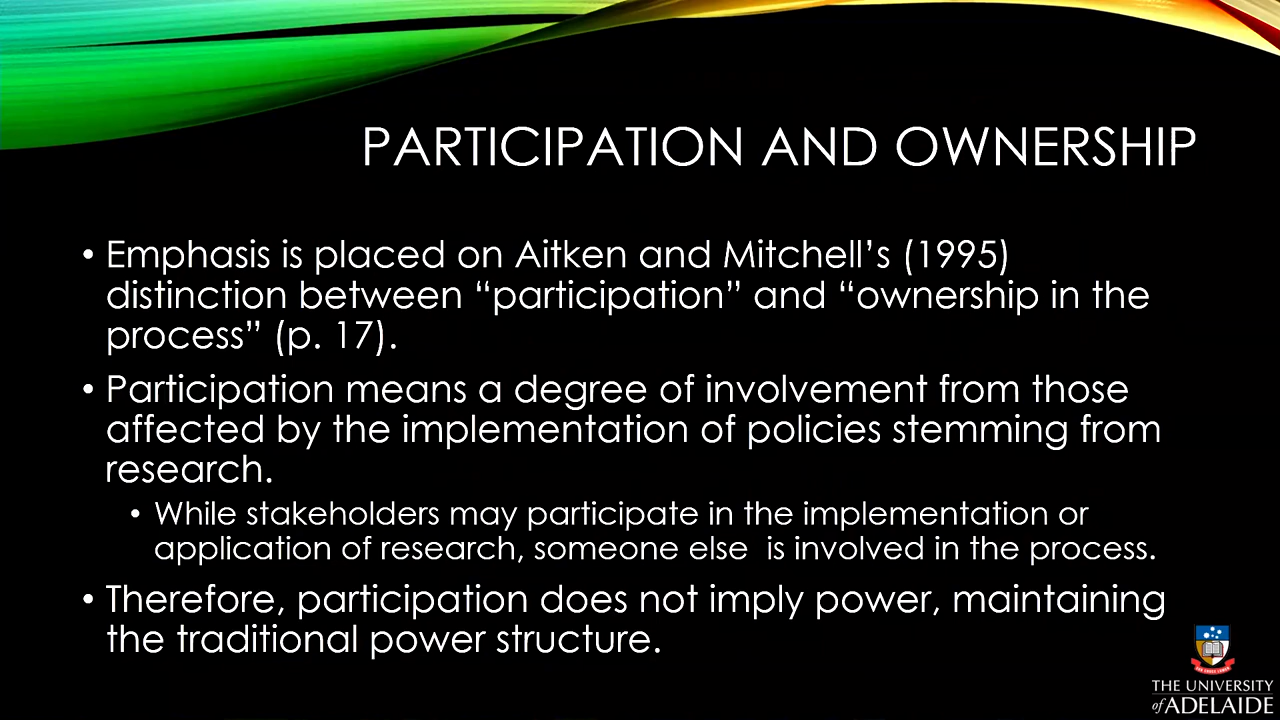 PARTICIPATION AND OWNERSHIP
• Emphasis is placed on Aitken and Mitchell’s (1995)
distinction between “participation” and “ownership in the
process” (p. 17).
• Participation means a degree of involvement from those
affected by the implementation of policies stemming from
research.
• While stakeholders may participate in the implementation or
application of research, someone else  is involved in the process.
• Therefore, participation does not imply power, maintaining
the traditional power structure.
THE UNIVERSITY
of ADELAIDE